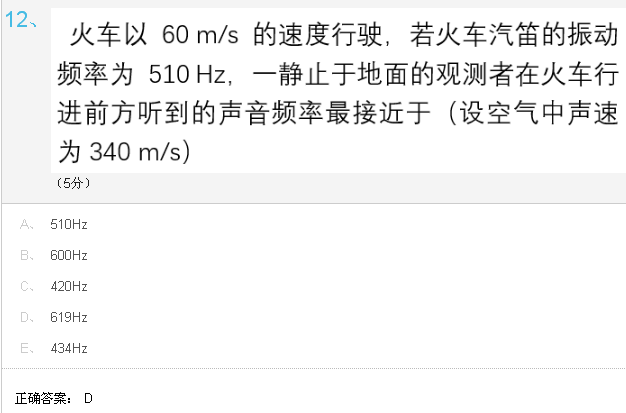 12、
火车以 60 m/s 的速度行驶，若火车汽笛的振动
频率为 510 Hz，一静止于地面的观测者在火车行
进前方听到的声音频率最接近于（设空气中声速
为 340 m/s）
（5分）
A、 510Hz
B、 600Hz
C、 420Hz
D、 619Hz
E、 434Hz
正确答案： D